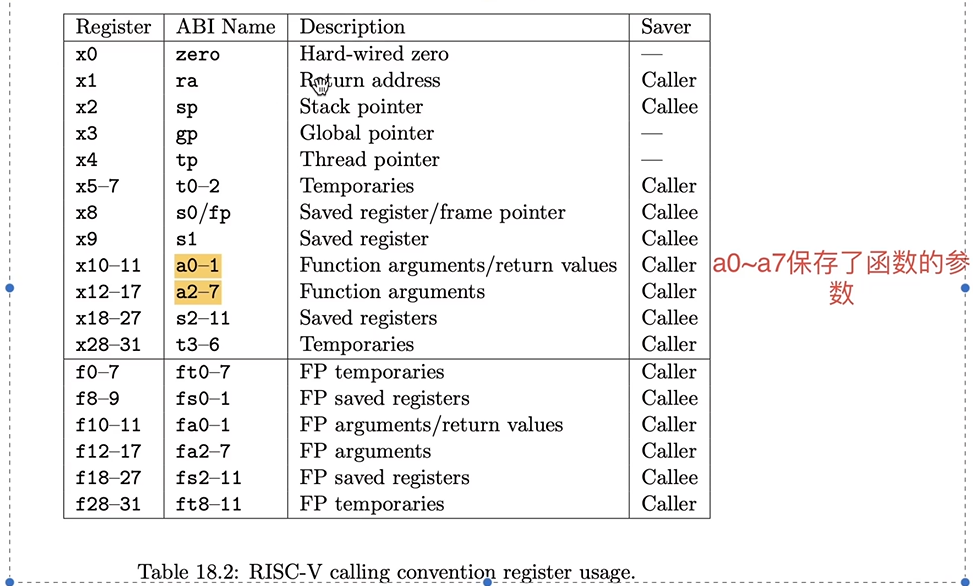 Register ABI Name Description Saver
x0 zero Hard-wired zero —
x1 ra Return address Caller
x2 sp Stack pointer Callee
x3 gp Global pointer —
x4 tp Thread pointer —
x5–7 t0–2 Temporaries Caller
x8 s0/fp Saved register/frame pointer Callee
x9 s1 Saved register Callee
x10–11 a0–1 Function arguments/return values Caller
x12–17 a2–7 Function arguments Caller
x18–27 s2–11 Saved registers Callee
x28–31 t3–6 Temporaries Caller
f0–7 ft0–7 FP temporaries Caller
f8–9 fs0–1 FP saved registers Callee
f10–11 fa0–1 FP arguments/return values Caller
f12–17 fa2–7 FP arguments Caller
f18–27 fs2–11 FP saved registers Callee
f28–31 ft8–11 FP temporaries Caller
a0~a7保存了函数的参
数
Table 18.2: RISC-V calling convention register usage.